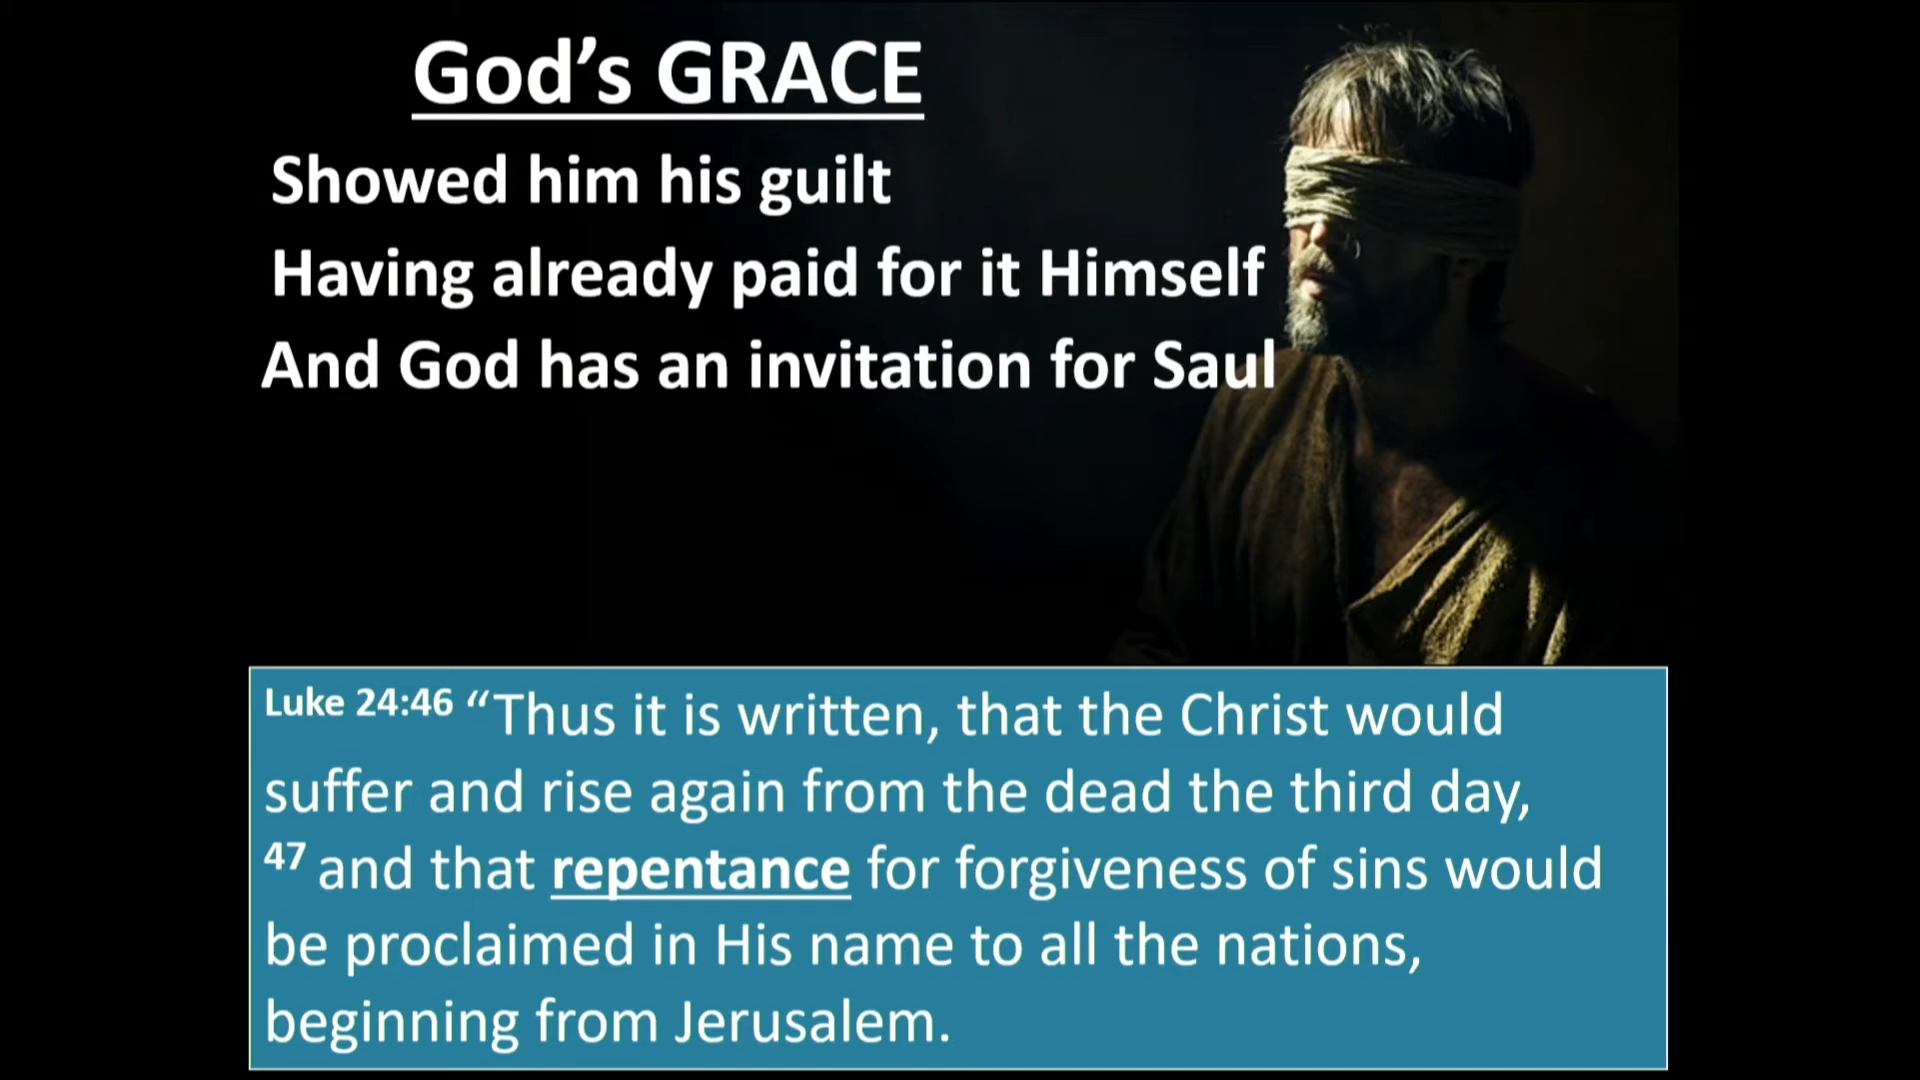 God’s GRACE
Showed him his guilt
Having already paid for it Himself
And God has an invitation for Saul
Luke 24:46 “Thus it is written, that the Christ would
suffer and rise again from the dead the third day,
47 and that repentance for forgiveness of sins would
be proclaimed in His name to all the nations,
beginning from Jerusalem.